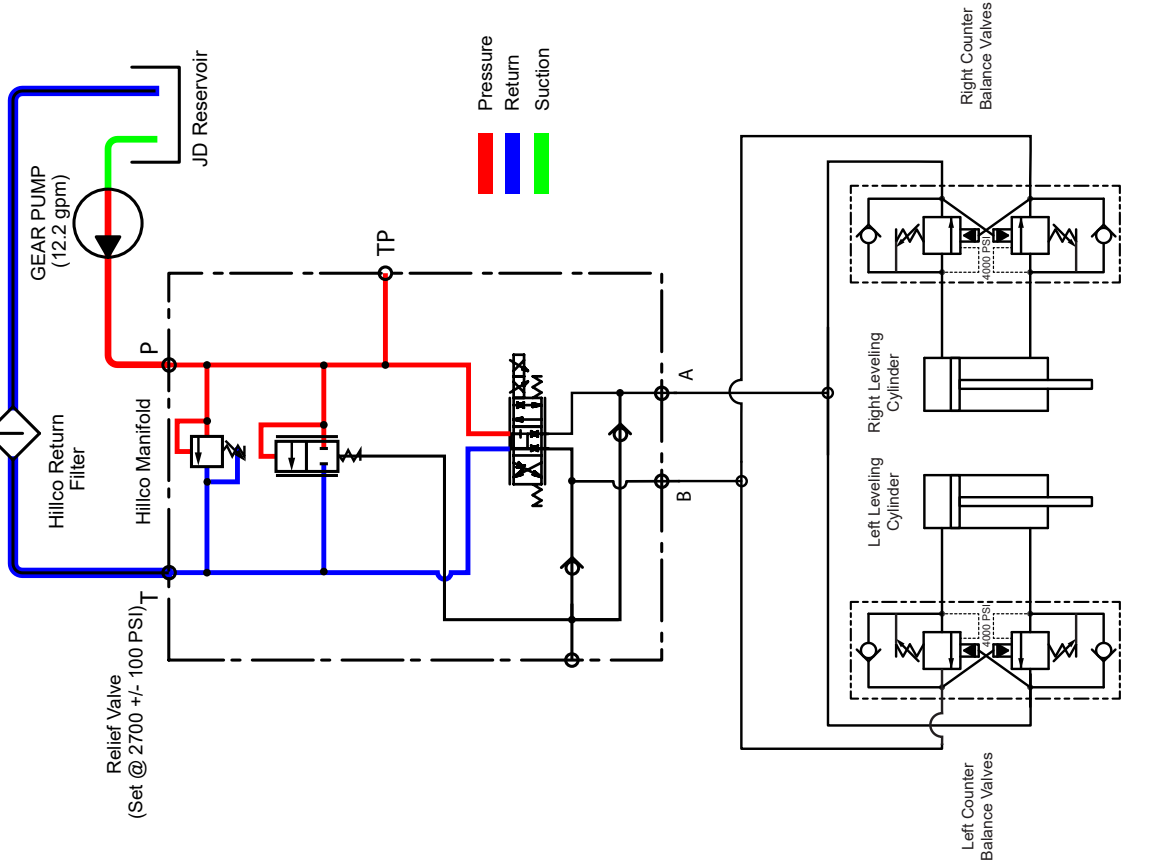 JD Reservoir
GEAR PUMP
(12.2 gpm)
Hillco Return
Filter
Hillco Manifold
P
T
TP
Relief Valve
(Set @ 2700 +/- 100 PSI)
Pressure
Return
Suction
A
B
Right Counter
Balance Valves
4000 PSI
Right Leveling
Cylinder
Left Leveling
Cylinder
4000 PSI
Left Counter
Balance Valves